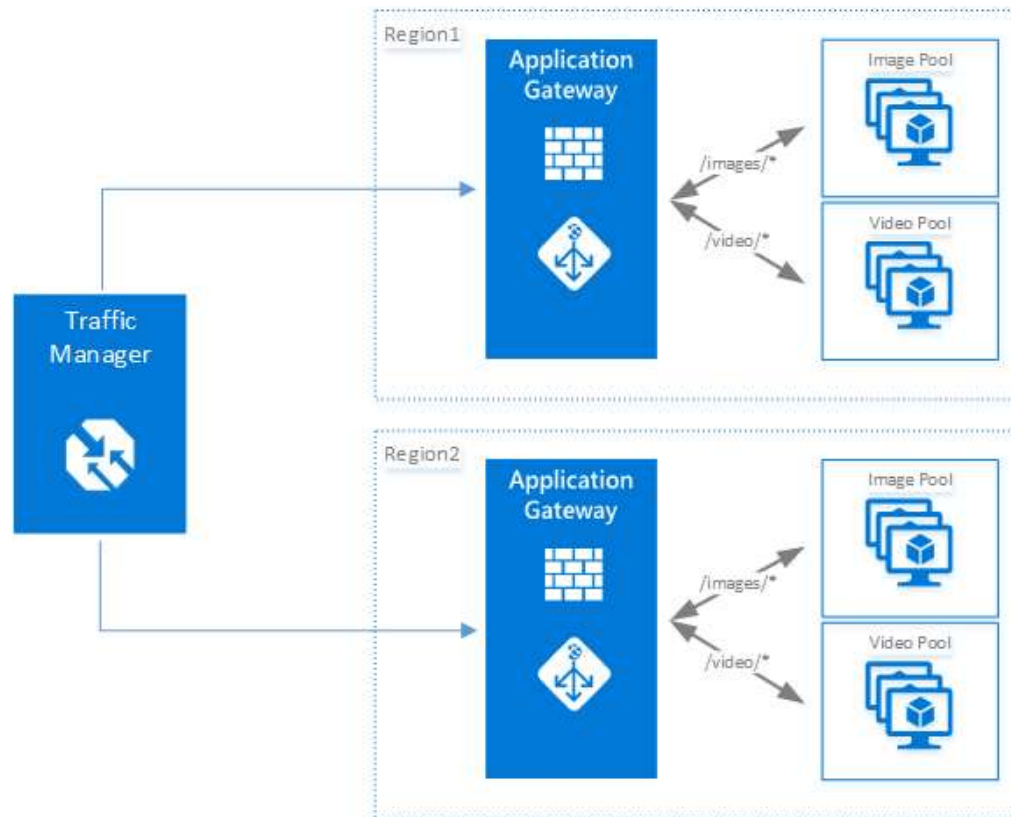 Region1
Application
Gateway
Image Pool
/images/*
/video/*
Video Pool
Traffic
Manager
Region2
Application
Gateway
Image Pool
/images/*
/video/*
Video Pool